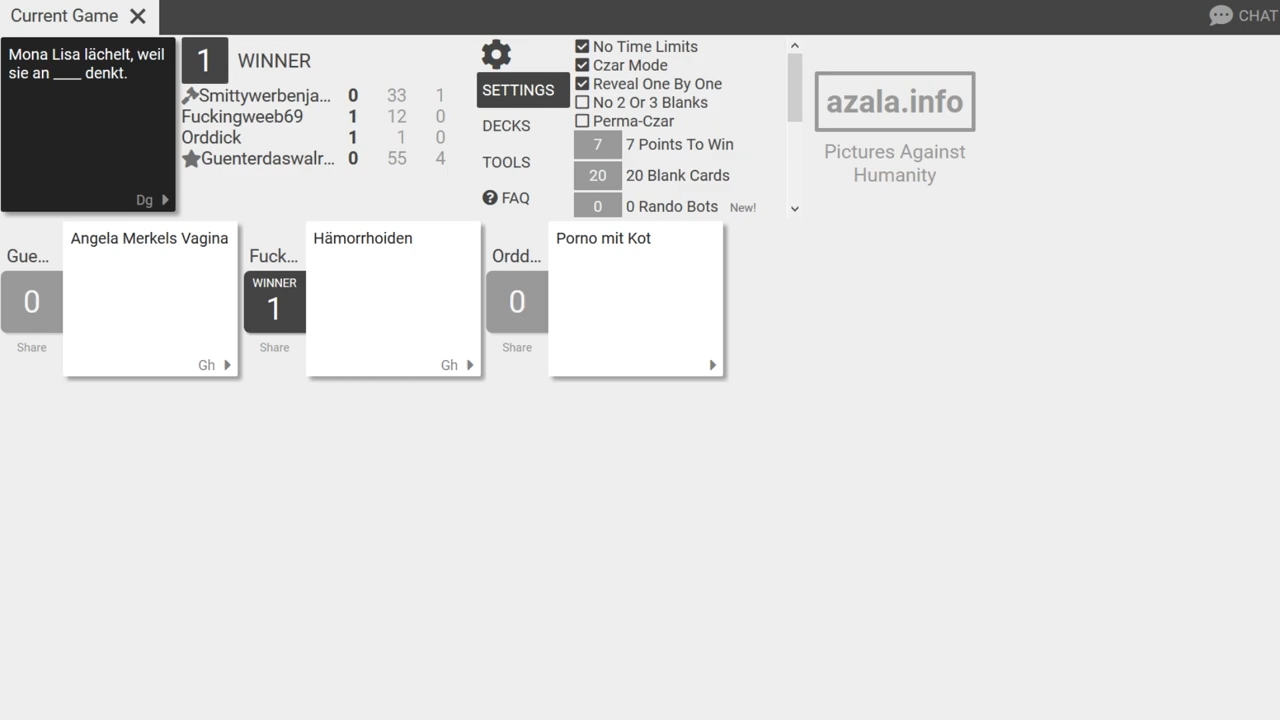 Current Game
CHAT
Mona Lisa lächelt, weil
sie an ____ denkt.
Dg
1 WINNER
Smittywerbenja... 0 33 1
Fuckingweeb69 1 12 0
Orddick 1 1 0
Guenterdaswalr... 0 55 4
SETTINGS
DECKS
TOOLS
FAQ
No Time Limits
Czar Mode
Reveal One By One
No 2 Or 3 Blanks
Perma-Czar
7 7 Points To Win
20 20 Blank Cards
0 0 Rando Bots New!
azala.info
Pictures Against
Humanity
Gue...
0
Share
Angela Merkels Vagina
Gh
Fuck...
WINNER
1
Share
Hämorrhoiden
Gh
Ordd...
0
Share
Porno mit Kot